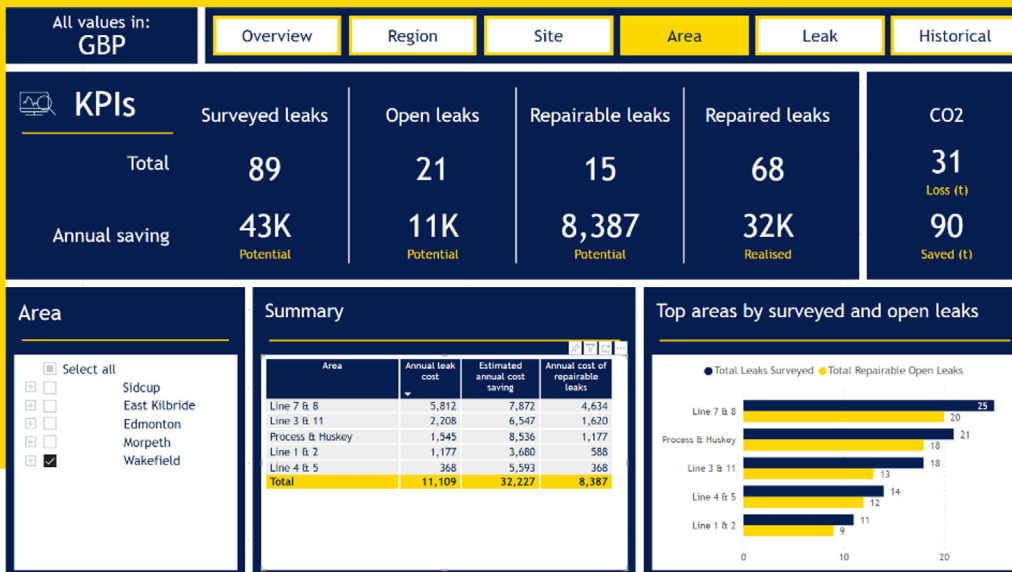 All values in:
GBP
Overview Region Site Area Leak Historical
KPIs
Surveyed leaks Open leaks Repairable leaks Repaired leaks CO2
Total 89 21 15 68 31
Loss (t)
Annual saving 43K 11K 8,387 32K 90
Potential Potential Potential Realised Saved (t)
Area
Select all
Sidcup
East Kilbride
Edmonton
Morpeth
Wakefield
Summary
Area Annual leak cost Estimated annual cost saving Annual cost of repairable leaks
Line 7 & 8 5,812 7,872 4,634
Line 3 & 11 2,208 6,547 1,620
Process & Huskey 1,545 8,536 1,177
Line 1 & 2 1,177 3,680 588
Line 4 & 5 368 5,593 368
Total 11,109 32,227 8,387
Top areas by surveyed and open leaks
Total Leaks Surveyed Total Repairable Open Leaks
Line 7 & 8 25 20
Process & Huskey 21 18
Line 3 & 11 18 13
Line 4 & 5 14 12
Line 1 & 2 11 9
0 10 20